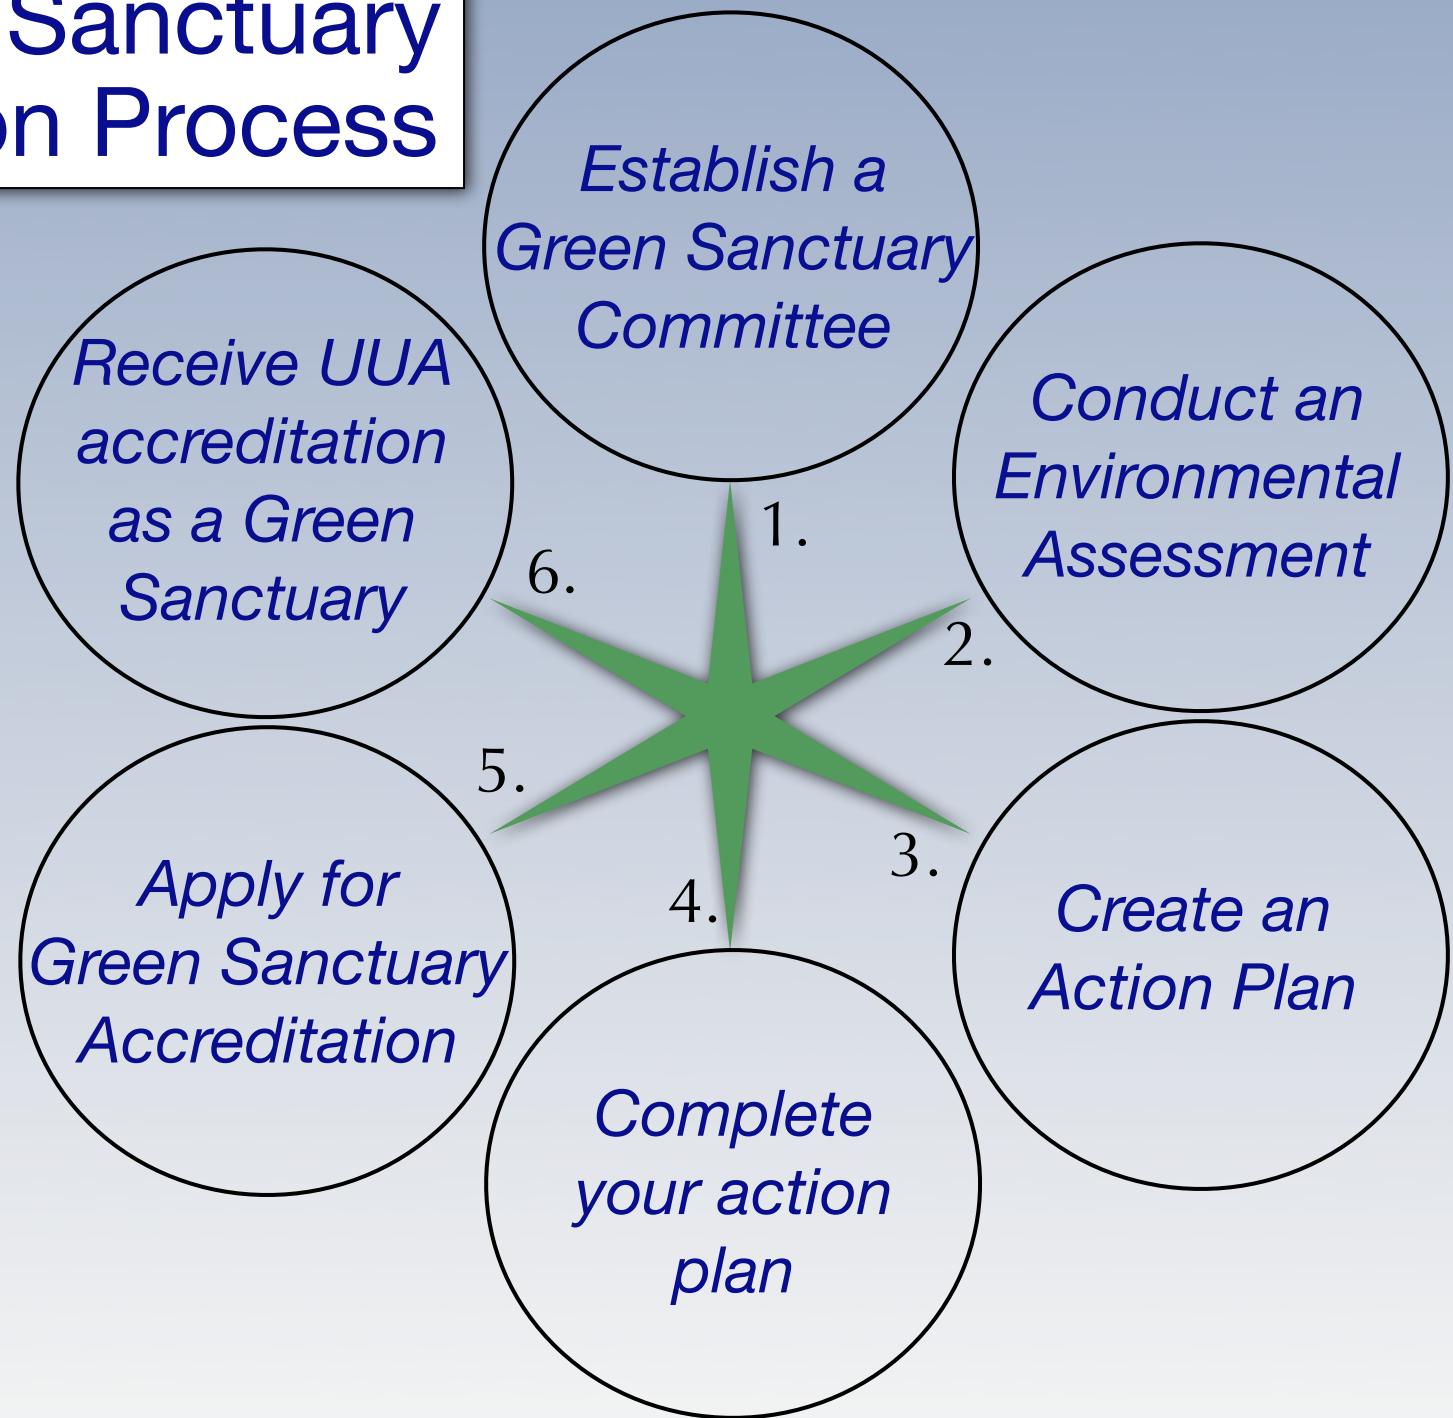 Sanctuary
on Process
Establish a
Green Sanctuary
Committee
1.
Conduct an
Environmental
Assessment
2.
Create an
Action Plan
3.
Complete
your action
plan
4.
Apply for
Green Sanctuary
Accreditation
5.
Receive UUA
accreditation
as a Green
Sanctuary
6.